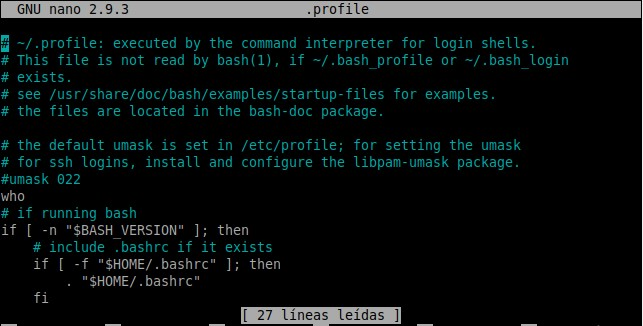 GNU nano 2.9.3 .profile
# ~/.profile: executed by the command interpreter for login shells.
# This file is not read by bash(1), if ~/.bash_profile or ~/.bash_login
# exists.
# see /usr/share/doc/bash/examples/startup-files for examples.
# the files are located in the bash-doc package.
# the default umask is set in /etc/profile; for setting the umask
# for ssh logins, install and configure the libpam-umask package.
#umask 022
who
# if running bash
if [ -n "$BASH_VERSION" ]; then
    # include .bashrc if it exists
    if [ -f "$HOME/.bashrc" ]; then
        . "$HOME/.bashrc"
    fi
[ 27 líneas leídas ]